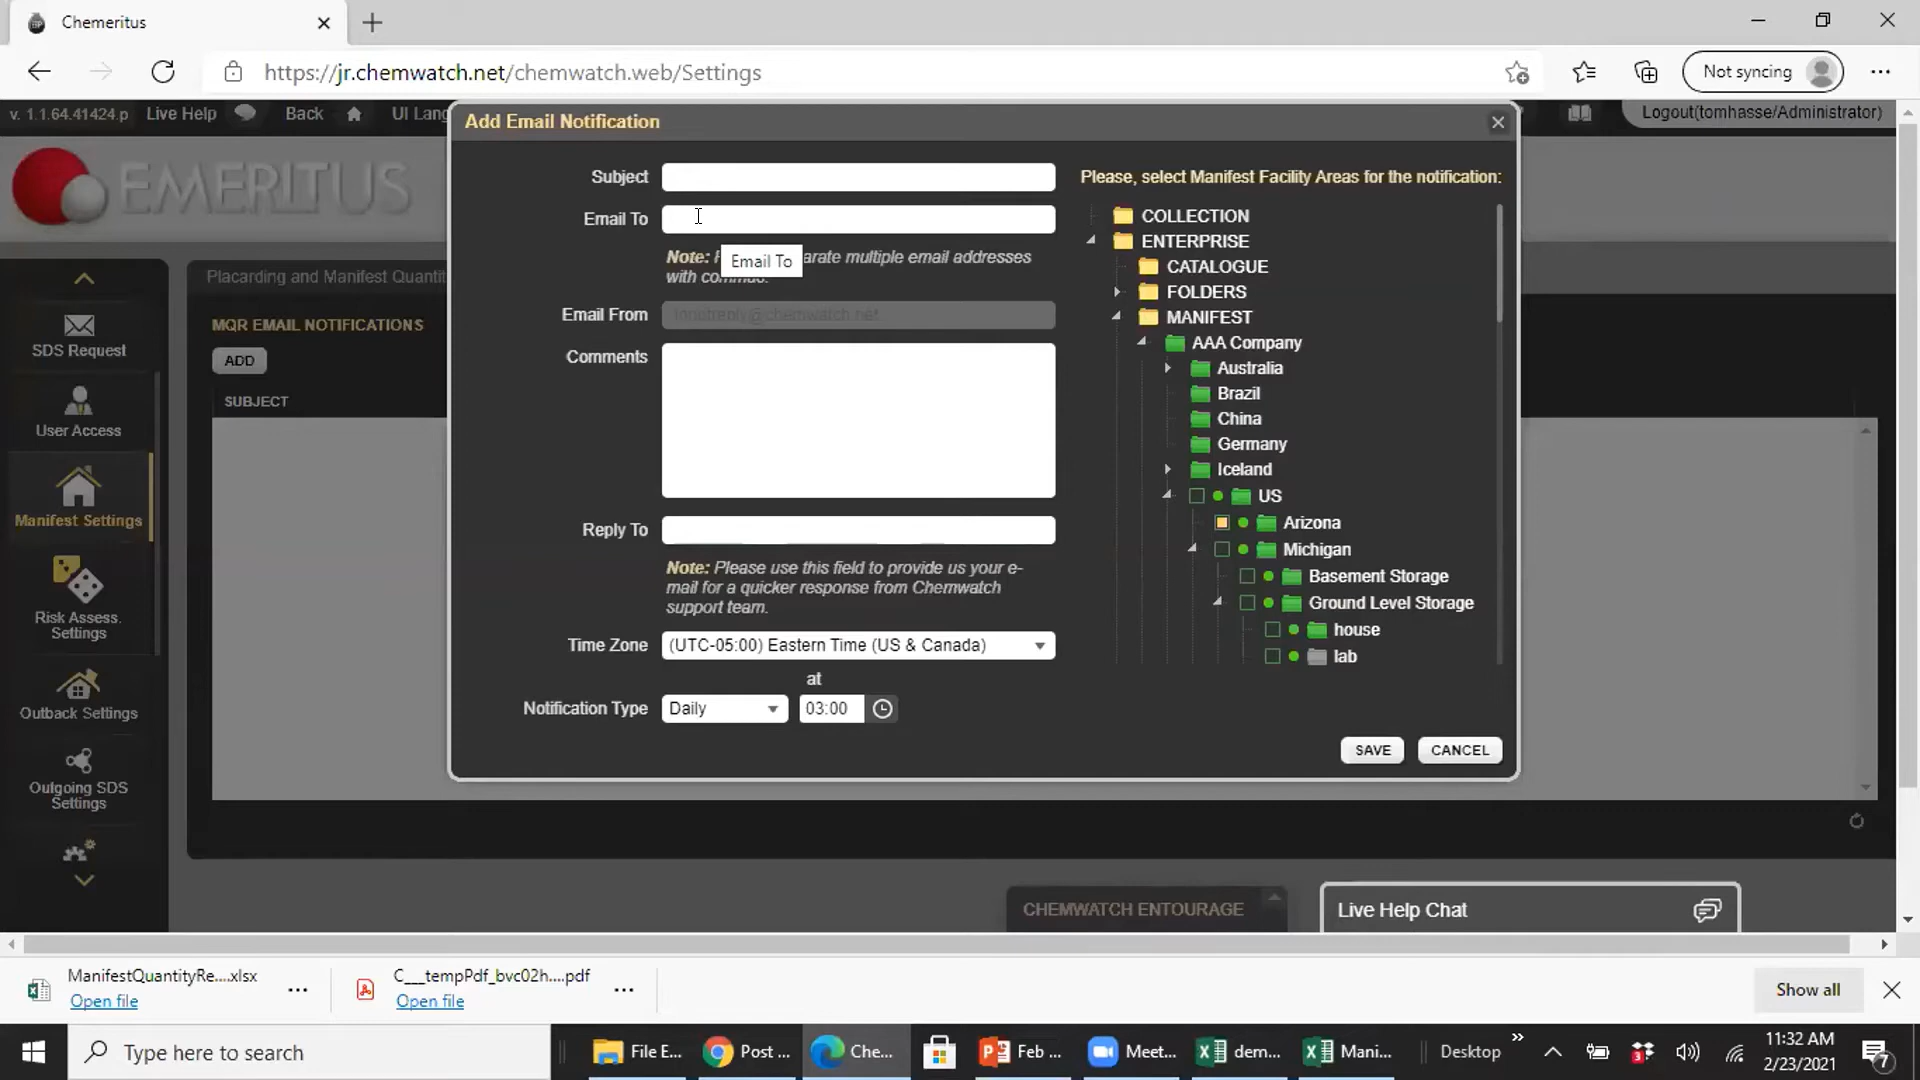 Chemeritus
https://jr.chemwatch.net/chemwatch.web/Settings
Not syncing
v. 1.1.64.41424.p
Live Help
Back
UI Lang
Logout(tomhasse/Administrator)
EMERITUS
Add Email Notification
Subject
Email To
Note:
arate multiple email addresses
with commas.
Email To
Email From
donotreply@chemwatch.net
Comments
Reply To
Note: Please use this field to provide us your e-
mail for a quicker response from Chemwatch
support team.
Time Zone
(UTC-05:00) Eastern Time (US & Canada)
at
Notification Type
Daily
03:00
Please, select Manifest Facility Areas for the notification:
COLLECTION
ENTERPRISE
CATALOGUE
FOLDERS
MANIFEST
AAA Company
Australia
Brazil
China
Germany
Iceland
US
Arizona
Michigan
Basement Storage
Ground Level Storage
house
lab
SAVE
CANCEL
Placarding and Manifest Quantit
MQR EMAIL NOTIFICATIONS
ADD
SUBJECT
SDS Request
User Access
Manifest Settings
Risk Assess.
Settings
Outback Settings
Outgoing SDS
Settings
CHEMWATCH ENTOURAGE
Live Help Chat
ManifestQuantityRe....xlsx
Open file
C___tempPdf_bvc02h....pdf
Open file
Show all
Type here to search
File E...
Post ...
Che...
Feb ...
Meet...
dem...
Mani...
Desktop
11:32 AM
2/23/2021
7